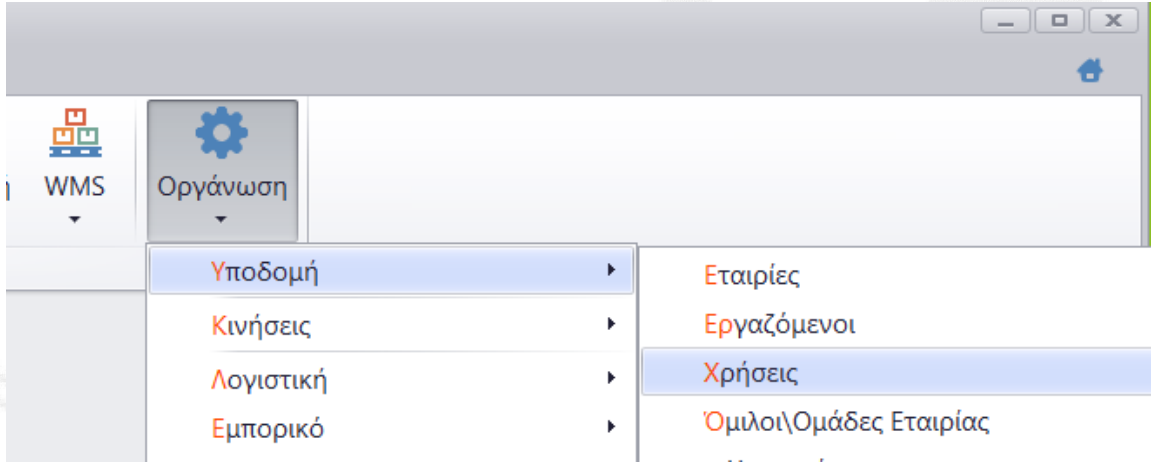 WMS
Οργάνωση
Υποδομή
Κινήσεις
Λογιστική
Εμπορικό
Εταιρίες
Εργαζόμενοι
Χρήσεις
Όμιλοι\Ομάδες Εταιρίας